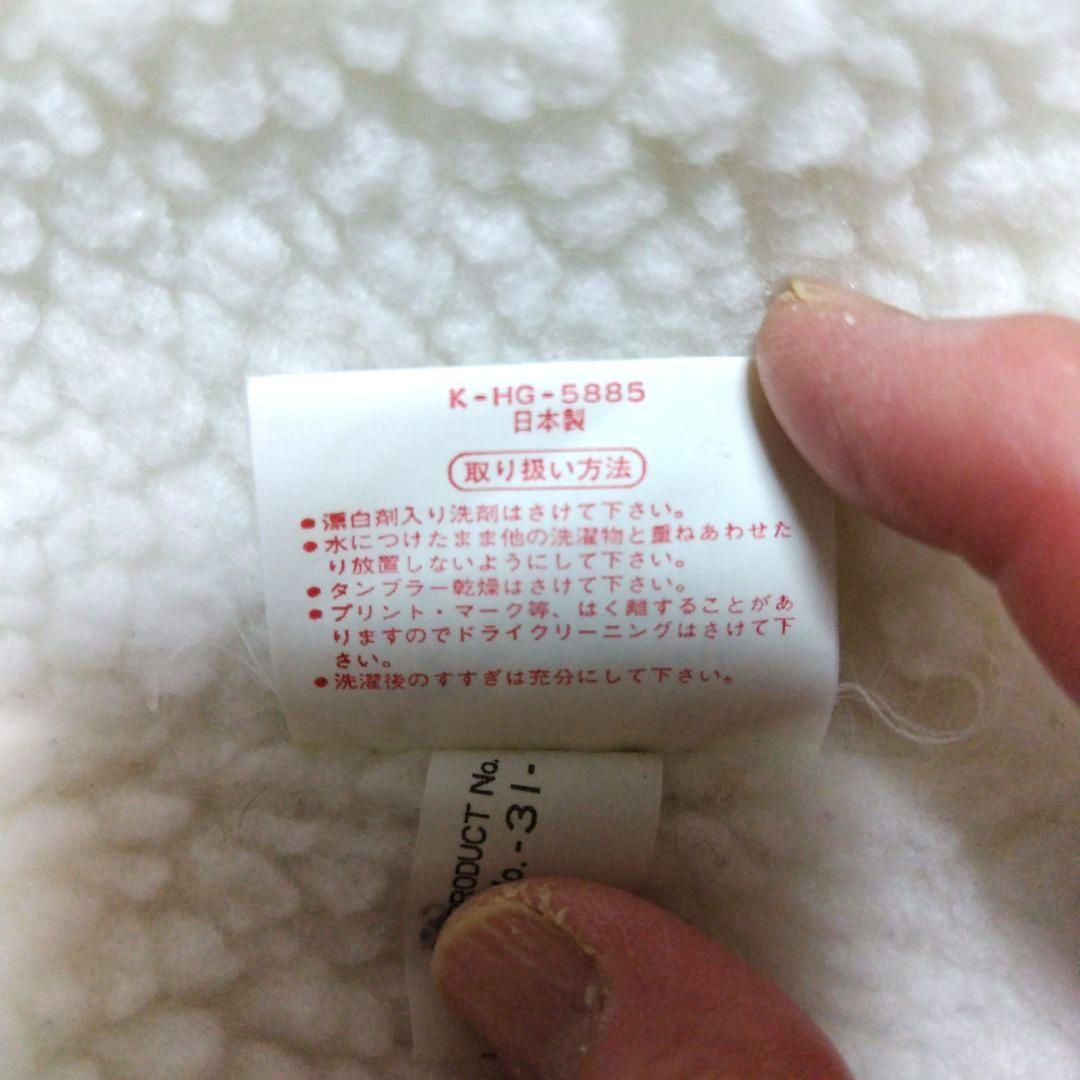 K-HG-5885
日本製
取り扱い方法
●漂白剤入り洗剤はさけて下さい。
●水につけたまま他の洗濯物と重ねあわせた
り放置しないようにして下さい。
●タンブラー乾燥はさけて下さい。
●プリント・マーク等、はく離することがあ
りますのでドライクリーニングはさけて下
さい。
●洗濯後のすすぎは充分にして下さい。
PRODUCT No.
No.-31-